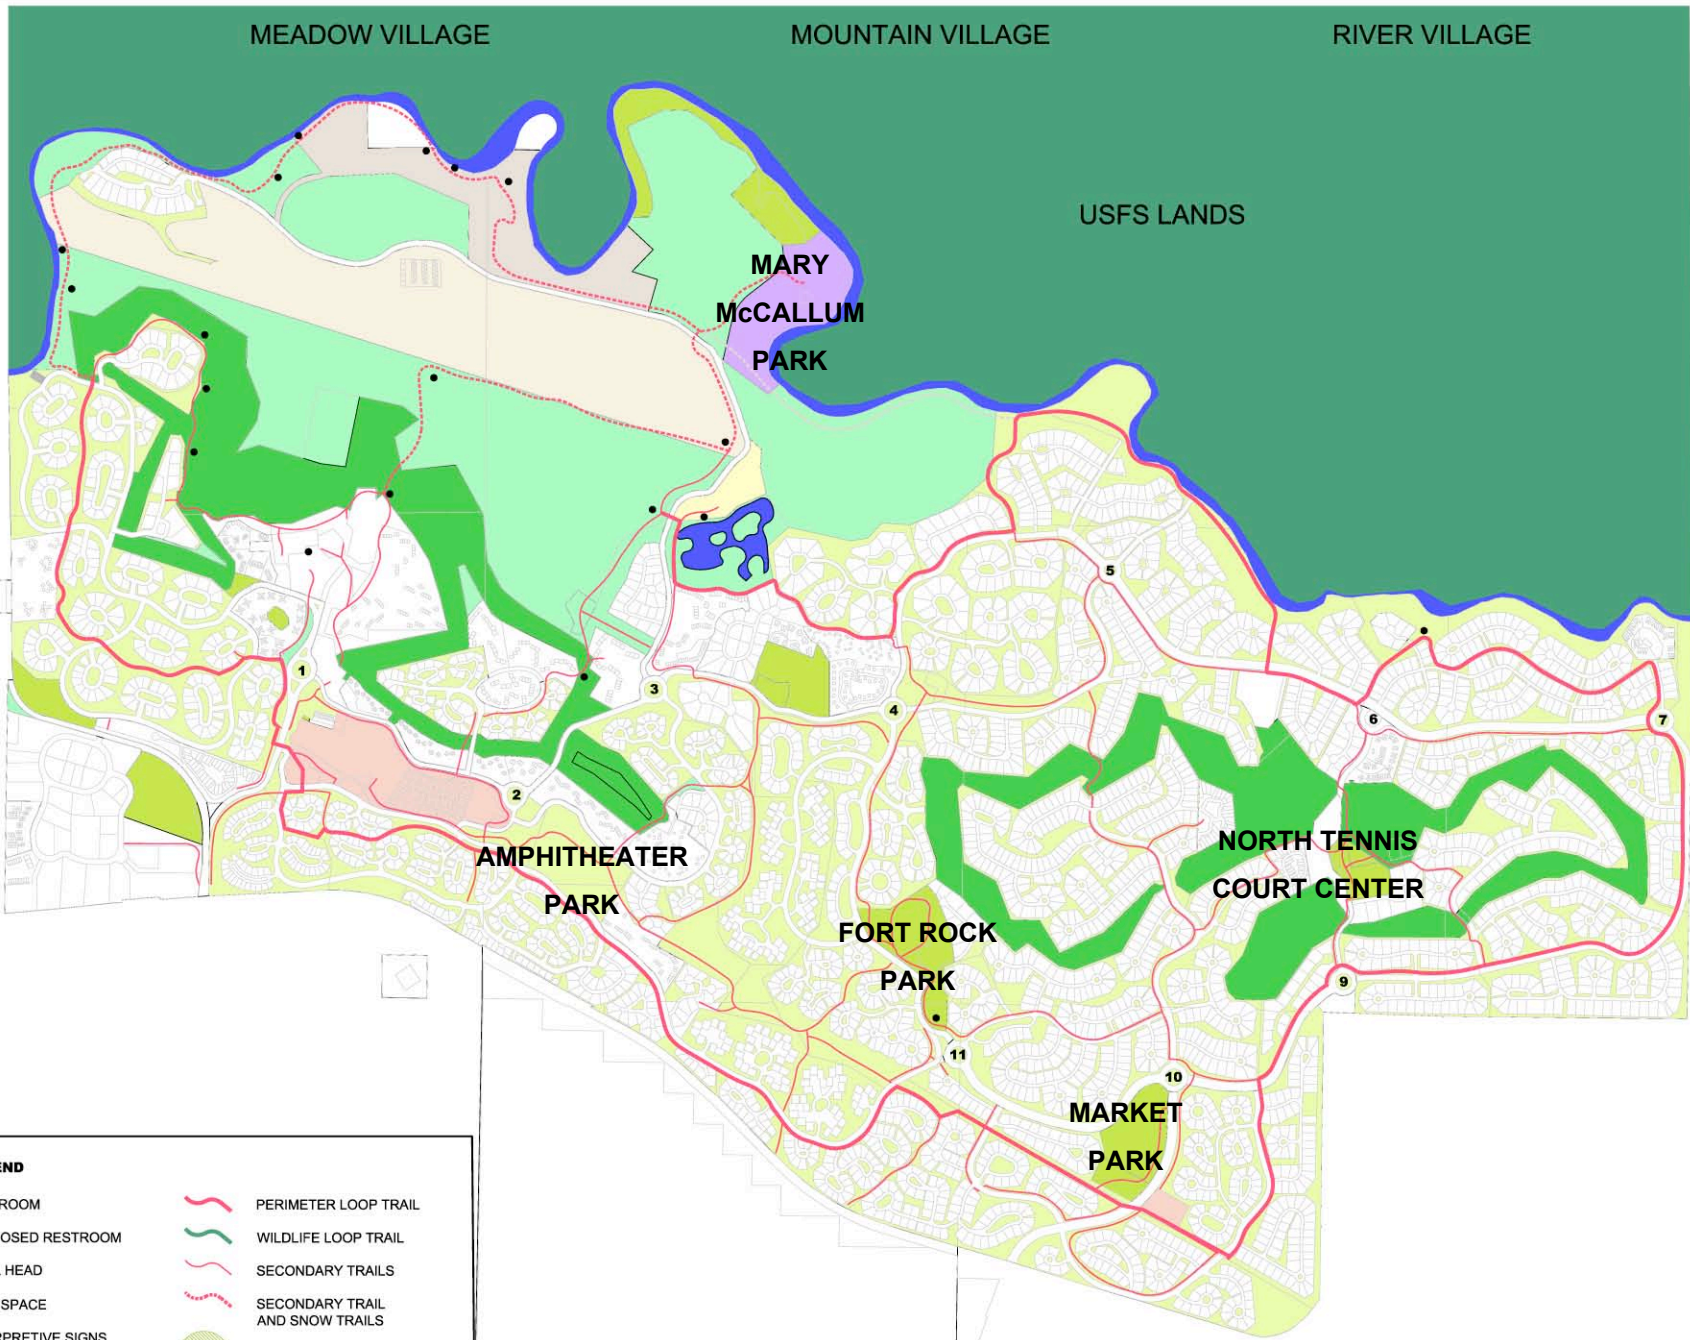 MEADOW VILLAGE
MOUNTAIN VILLAGE
RIVER VILLAGE
USFS LANDS
MARY
McCALLUM
PARK
5
1
3
4
6
7
2
NORTH TENNIS
COURT CENTER
AMPHITHEATER
PARK
FORT ROCK
PARK
9
11
10
MARKET
PARK
END
ROOM
PERIMETER LOOP TRAIL
OSED RESTROOM
WILDLIFE LOOP TRAIL
HEAD
SECONDARY TRAILS
SPACE
SECONDARY TRAIL
AND SNOW TRAILS
RPRETIVE SIGNS